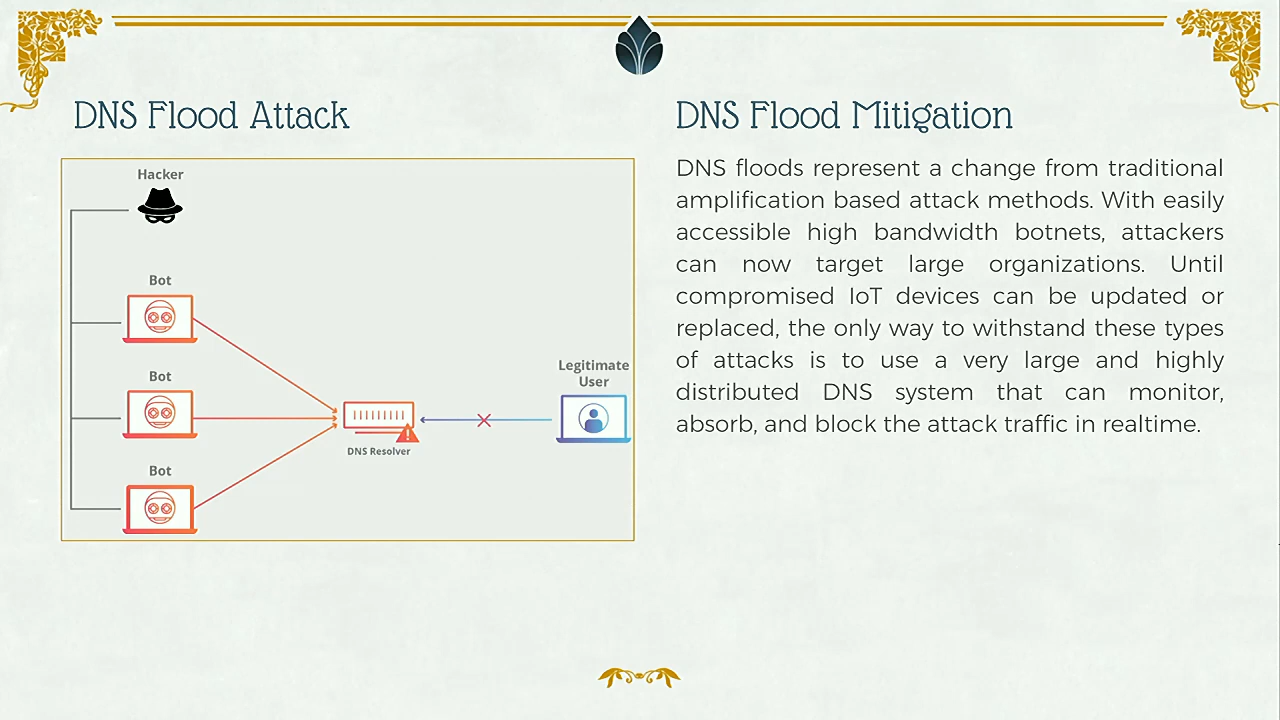 DNS Flood Attack
Hacker
Bot
Bot
Bot
DNS Resolver
Legitimate
User
DNS Flood Mitigation
DNS floods represent a change from traditional
amplification based attack methods. With easily
accessible high bandwidth botnets, attackers
can now target large organizations. Until
compromised IoT devices can be updated or
replaced, the only way to withstand these types
of attacks is to use a very large and highly
distributed DNS system that can monitor,
absorb, and block the attack traffic in realtime.